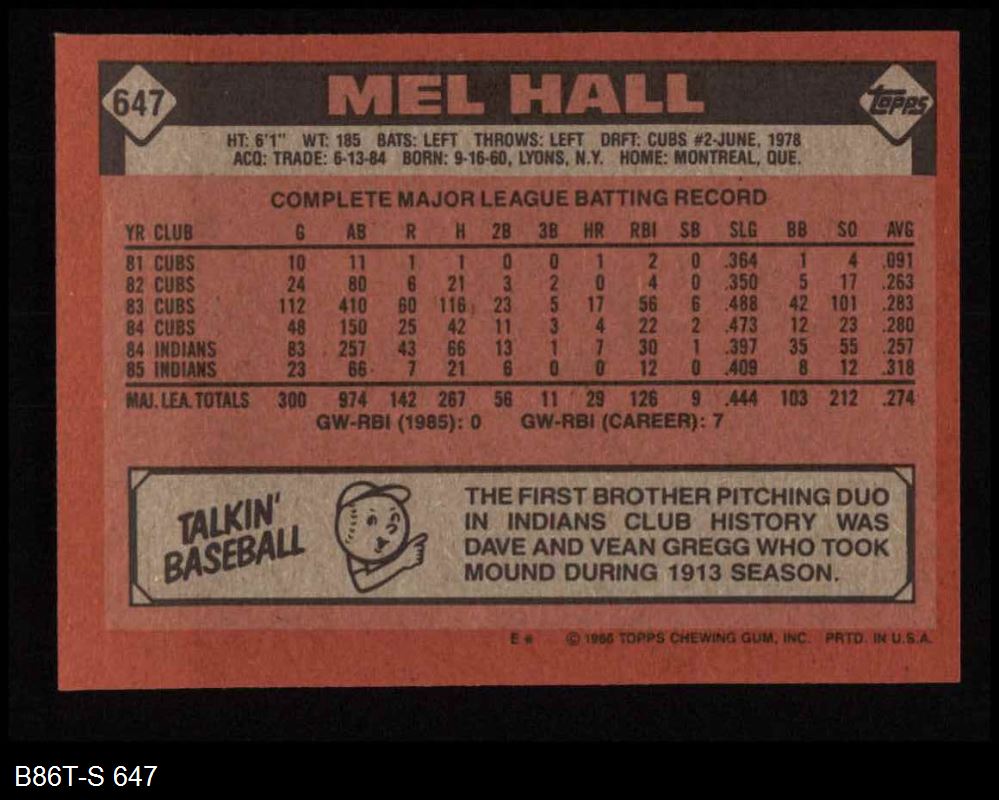 647
MEL HALL
Topps
HT: 6'1" WT: 185 BATS: LEFT THROWS: LEFT DRFT: CUBS #2-JUNE, 1978
ACQ: TRADE: 6-13-84 BORN: 9-16-60, LYONS, N.Y. HOME: MONTREAL, QUE.
COMPLETE MAJOR LEAGUE BATTING RECORD
YR CLUB G AB R H 2B 3B HR RBI SB SLG BB SO AVG
81 CUBS 10 11 1 1 0 0 1 2 0 .364 1 4 .091
82 CUBS 24 80 6 21 3 2 0 4 0 .350 5 17 .263
83 CUBS 112 410 60 116 23 5 17 56 6 .488 42 101 .283
84 CUBS 48 150 25 42 11 3 4 22 2 .473 12 23 .280
84 INDIANS 83 257 43 66 13 1 7 30 1 .397 35 55 .257
85 INDIANS 23 66 7 21 6 0 0 12 0 .409 8 12 .318
MAJ. LEA. TOTALS 300 974 142 267 56 11 29 126 9 .444 103 212 .274
GW-RBI (1985): 0 GW-RBI (CAREER): 7
TALKIN'
BASEBALL
THE FIRST BROTHER PITCHING DUO
IN INDIANS CLUB HISTORY WAS
DAVE AND VEAN GREGG WHO TOOK
MOUND DURING 1913 SEASON.
E* © 1986 TOPPS CHEWING GUM, INC. PRTD. IN U.S.A.
B86T-S 647